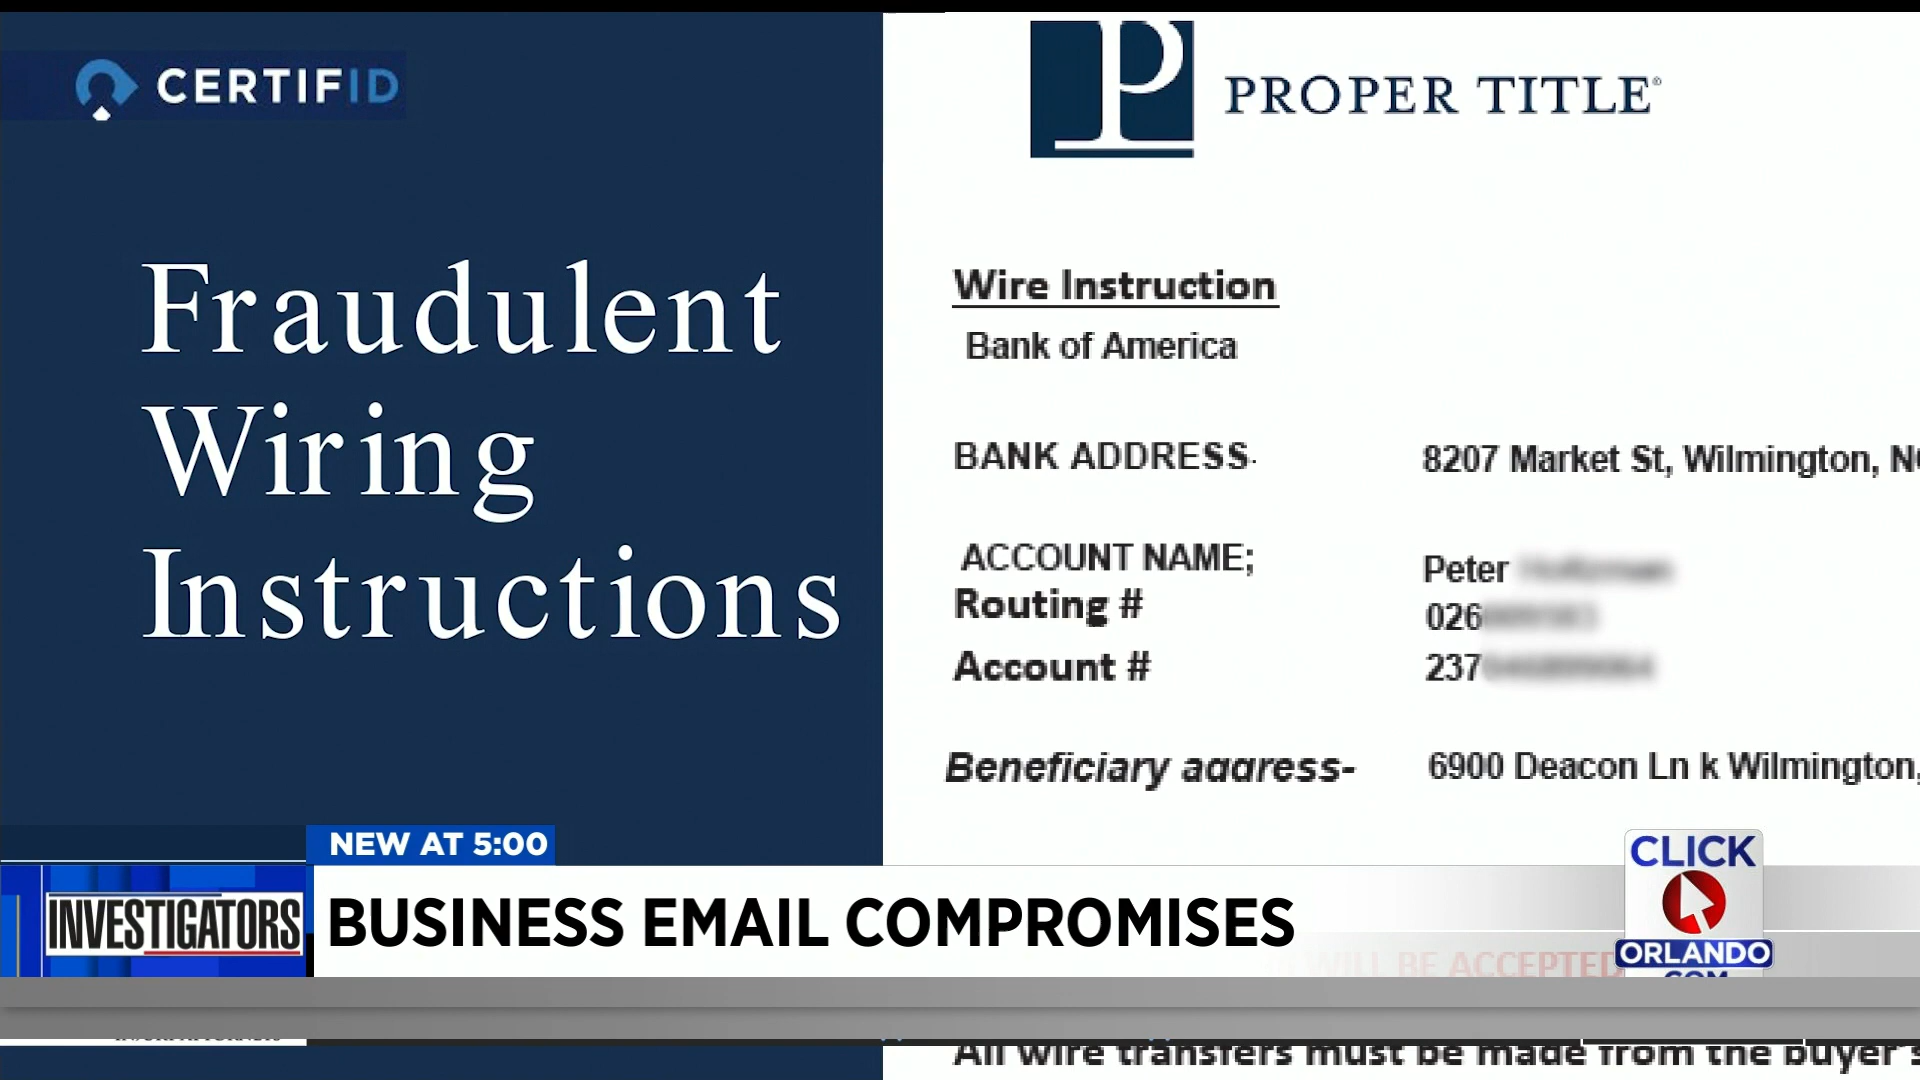 CERTIFID
Fraudulent
Wiring
Instructions
PROPER TITLE®
Wire Instruction
Bank of America
BANK ADDRESS-
8207 Market St, Wilmington,
ACCOUNT NAME;
Peter
Routing #
026
Account #
237
Beneficiary address-
6900 Deacon Ln k Wilmington,
NEW AT 5:00
INVESTIGATORS
BUSINESS EMAIL COMPROMISES
WILL BE ACCEPTED
CLICK
ORLANDO
.COM
All wire transfers must be made from the buyer's